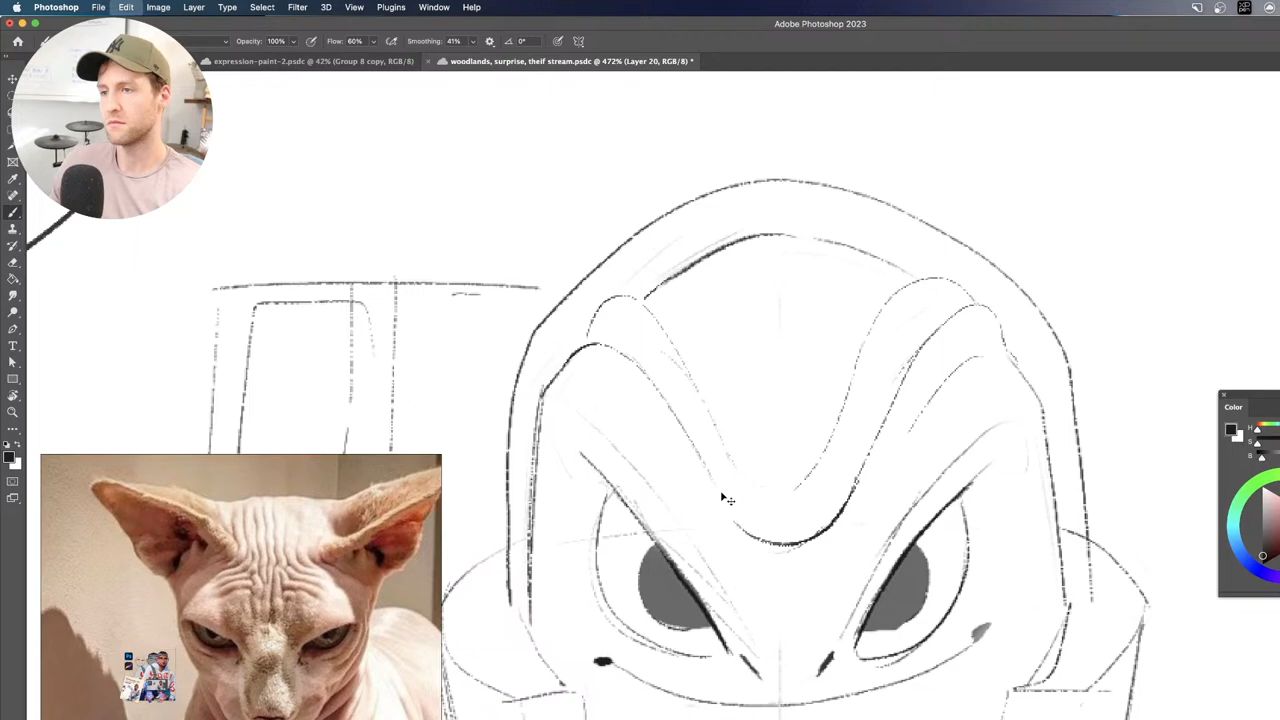 Photoshop File Edit Image Layer Type Select Filter 3D View Plugins Window Help
Adobe Photoshop 2023
Opacity: 100% Flow: 60% Smoothing: 41% 0°
expression-paint-2.psdc @ 42% (Group 8 copy, RGB/8)
woodlands, surprise, theif stream.psdc @ 472% (Layer 20, RGB/8) *
Color
H
S
B